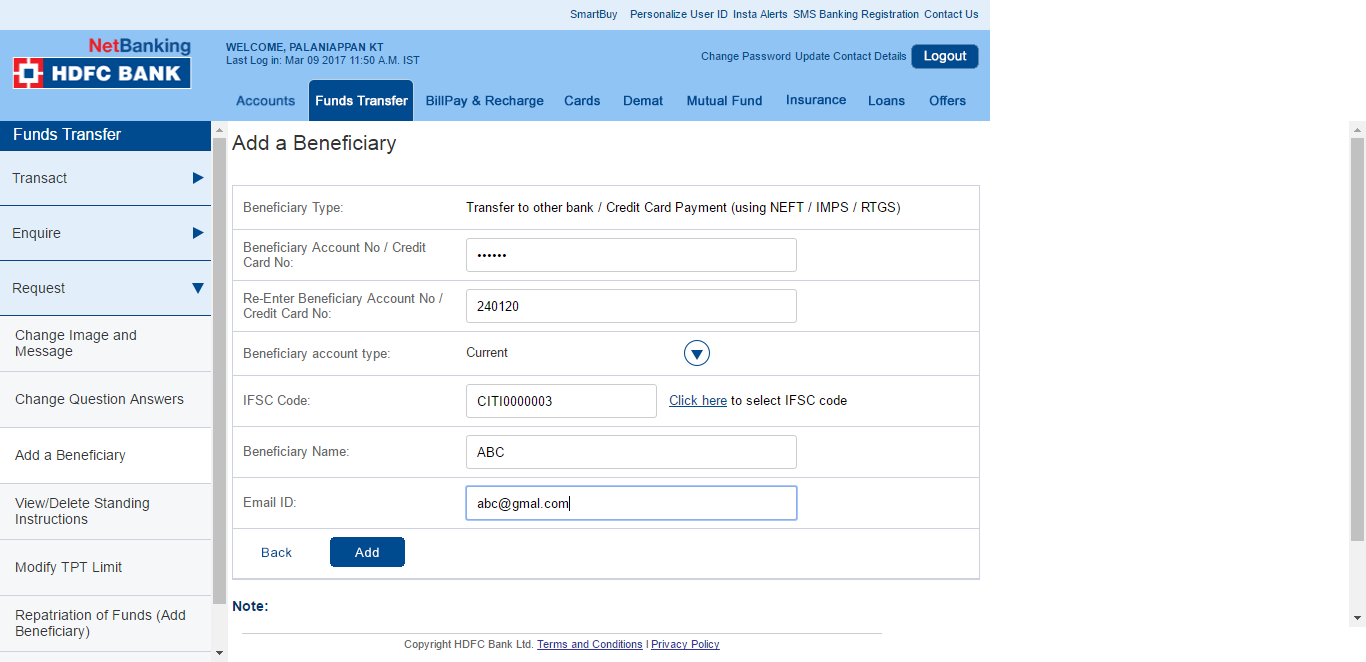 SmartBuy Personalize User ID Insta Alerts SMS Banking Registration Contact Us
NetBanking
HDFC BANK
WELCOME, PALANIAPPAN KT
Last Log in: Mar 09 2017 11:50 A.M. IST
Change Password Update Contact Details Logout
Accounts Funds Transfer BillPay & Recharge Cards Demat Mutual Fund Insurance Loans Offers
Funds Transfer
Transact
Enquire
Request
Change Image and
Message
Change Question Answers
Add a Beneficiary
View/Delete Standing
Instructions
Modify TPT Limit
Repatriation of Funds (Add
Beneficiary)
Add a Beneficiary
Beneficiary Type: Transfer to other bank / Credit Card Payment (using NEFT / IMPS / RTGS)
Beneficiary Account No / Credit
Card No: ••••••
Re-Enter Beneficiary Account No /
Credit Card No: 240120
Beneficiary account type: Current
IFSC Code: CITI0000003 Click here to select IFSC code
Beneficiary Name: ABC
Email ID: abc@gmal.com
Back Add
Note:
Copyright HDFC Bank Ltd. Terms and Conditions | Privacy Policy